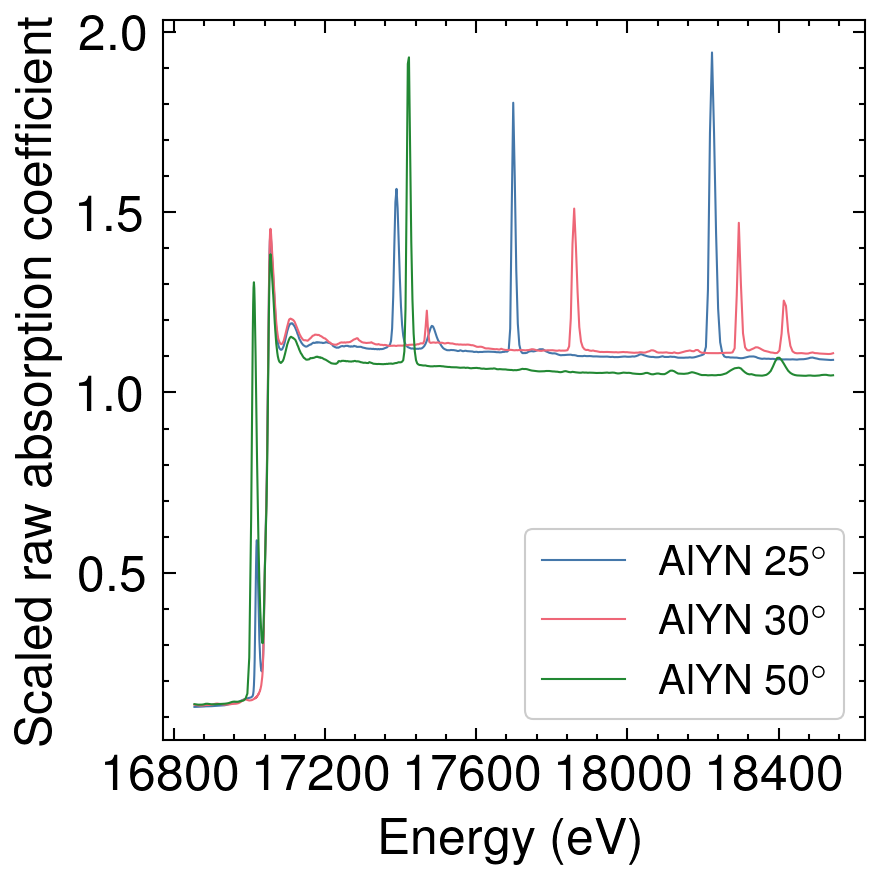 Scaled raw absorption coefficient
2.0
1.5
1.0
0.5
16800 17200 17600 18000 18400
Energy (eV)
AlYN 25°
AlYN 30°
AlYN 50°